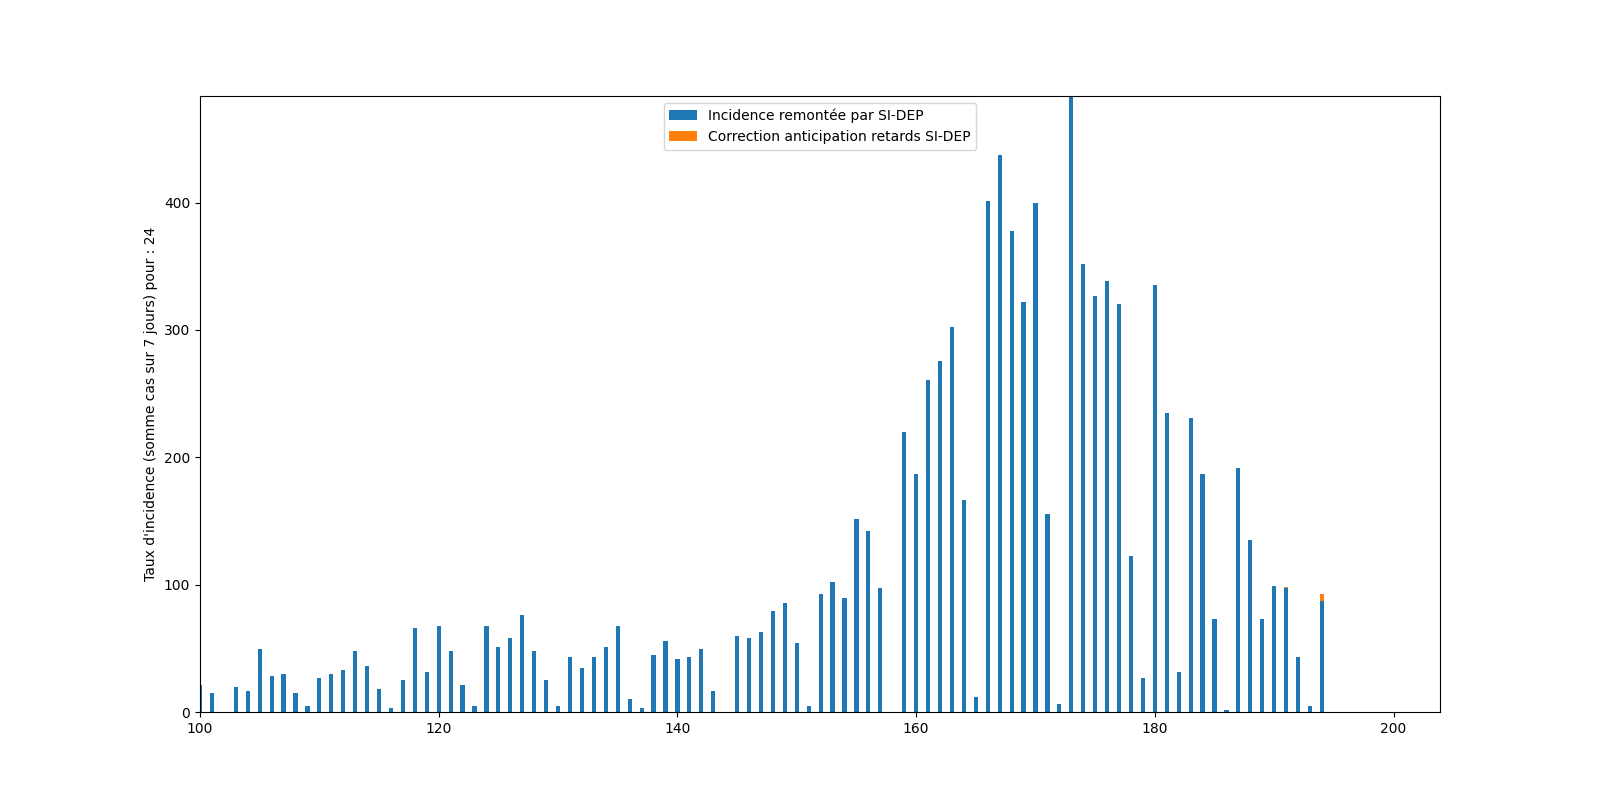 Incidence remontée par SI-DEP
Correction anticipation retards SI-DEP
Taux d'incidence (somme cas sur 7 jours) pour : 24
400
300
200
100
0
100 120 140 160 180 200